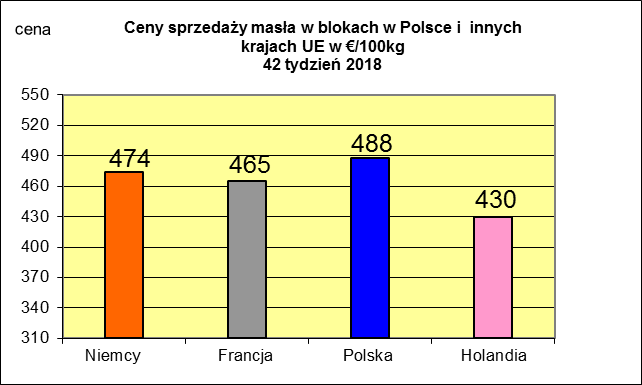 cena
Ceny sprzedaży masła w blokach w Polsce i innych
krajach UE w €/100kg
42 tydzień 2018
550
520
490
460
430
400
370
340
310
474
465
488
430
Niemcy
Francja
Polska
Holandia